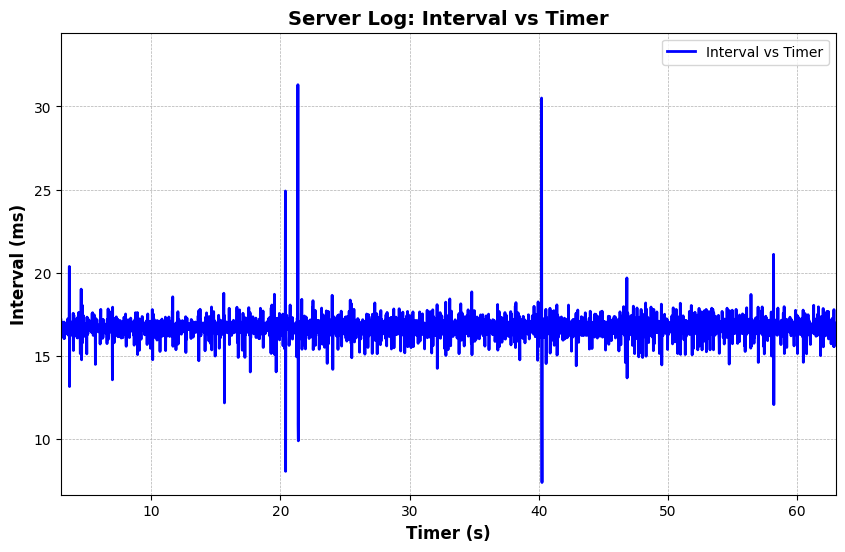 Server Log: Interval vs Timer
Interval vs Timer
30
25
20
15
10
Interval (ms)
10 20 30 40 50 60
Timer (s)